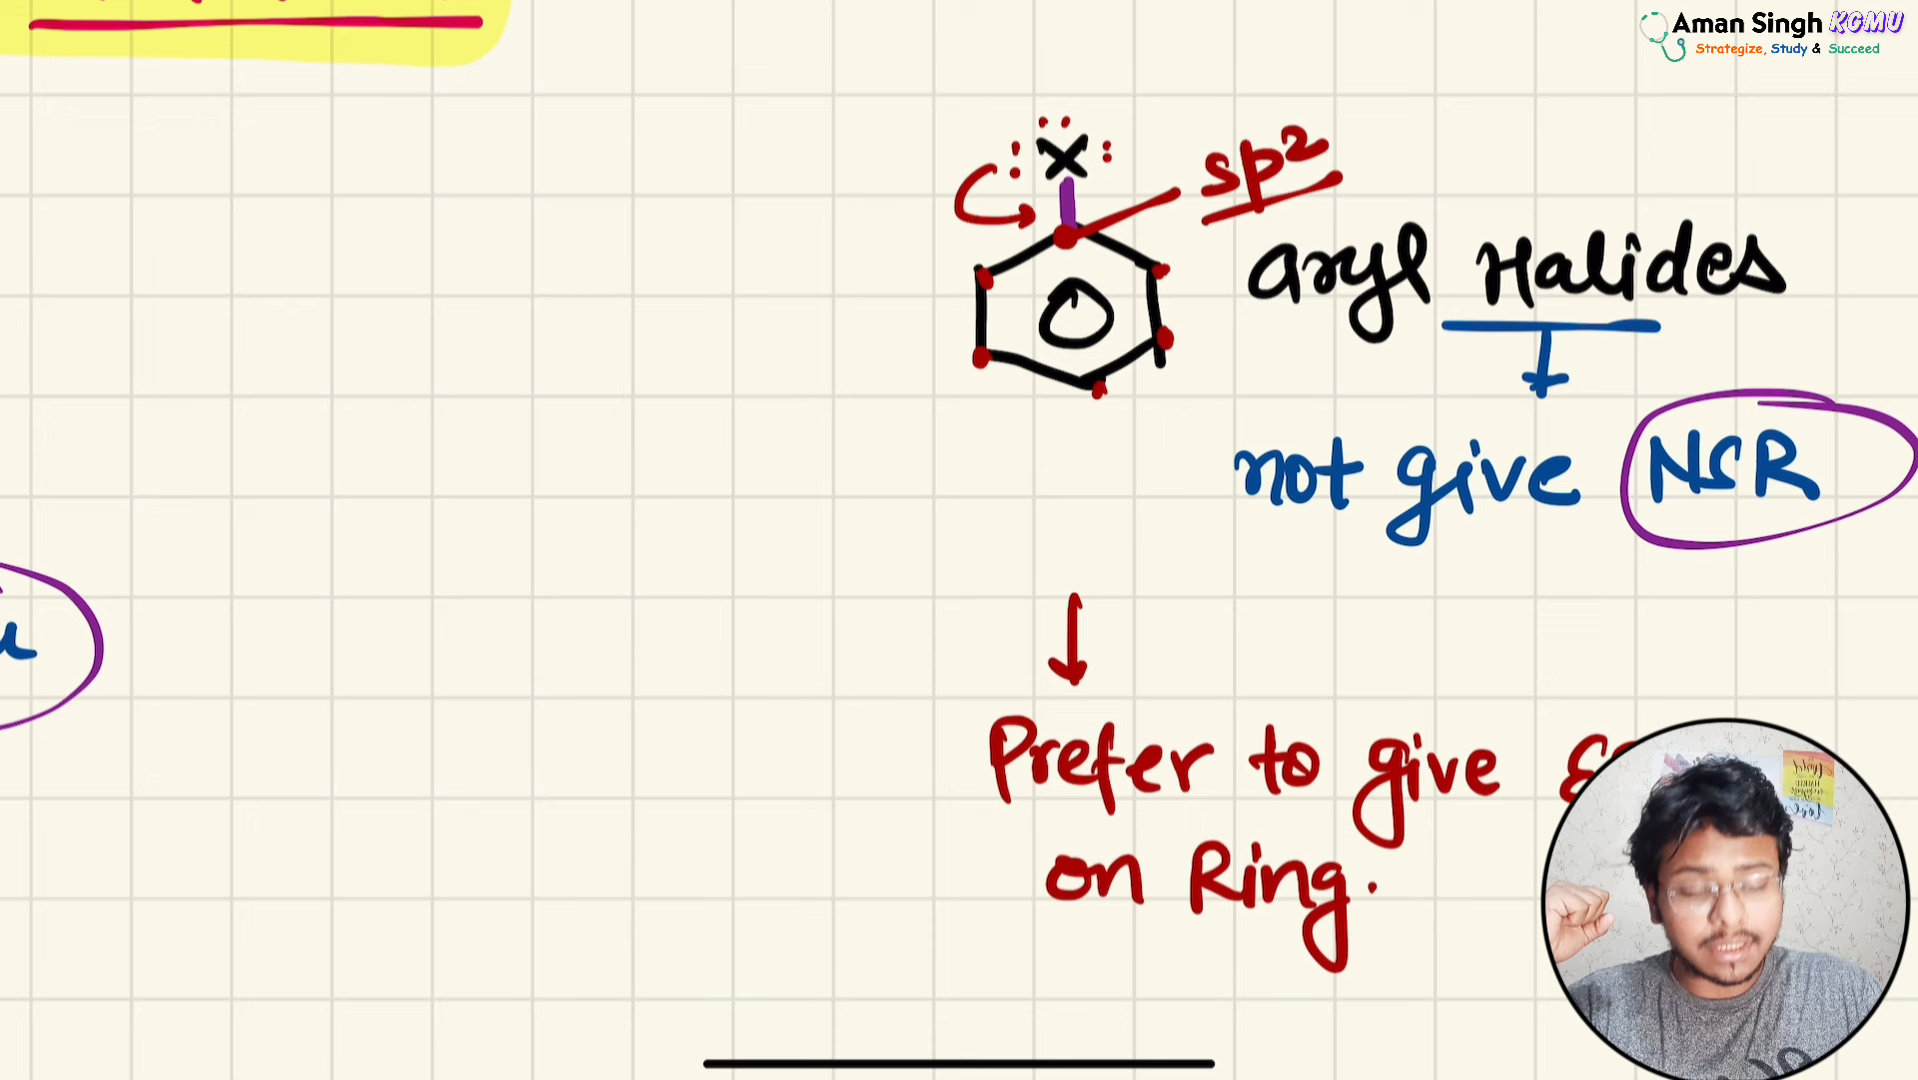 Aman Singh KGMU
Strategize, Study & Succeed
X
sp²
aryl Halides
not give NSR
Prefer to give
on Ring.